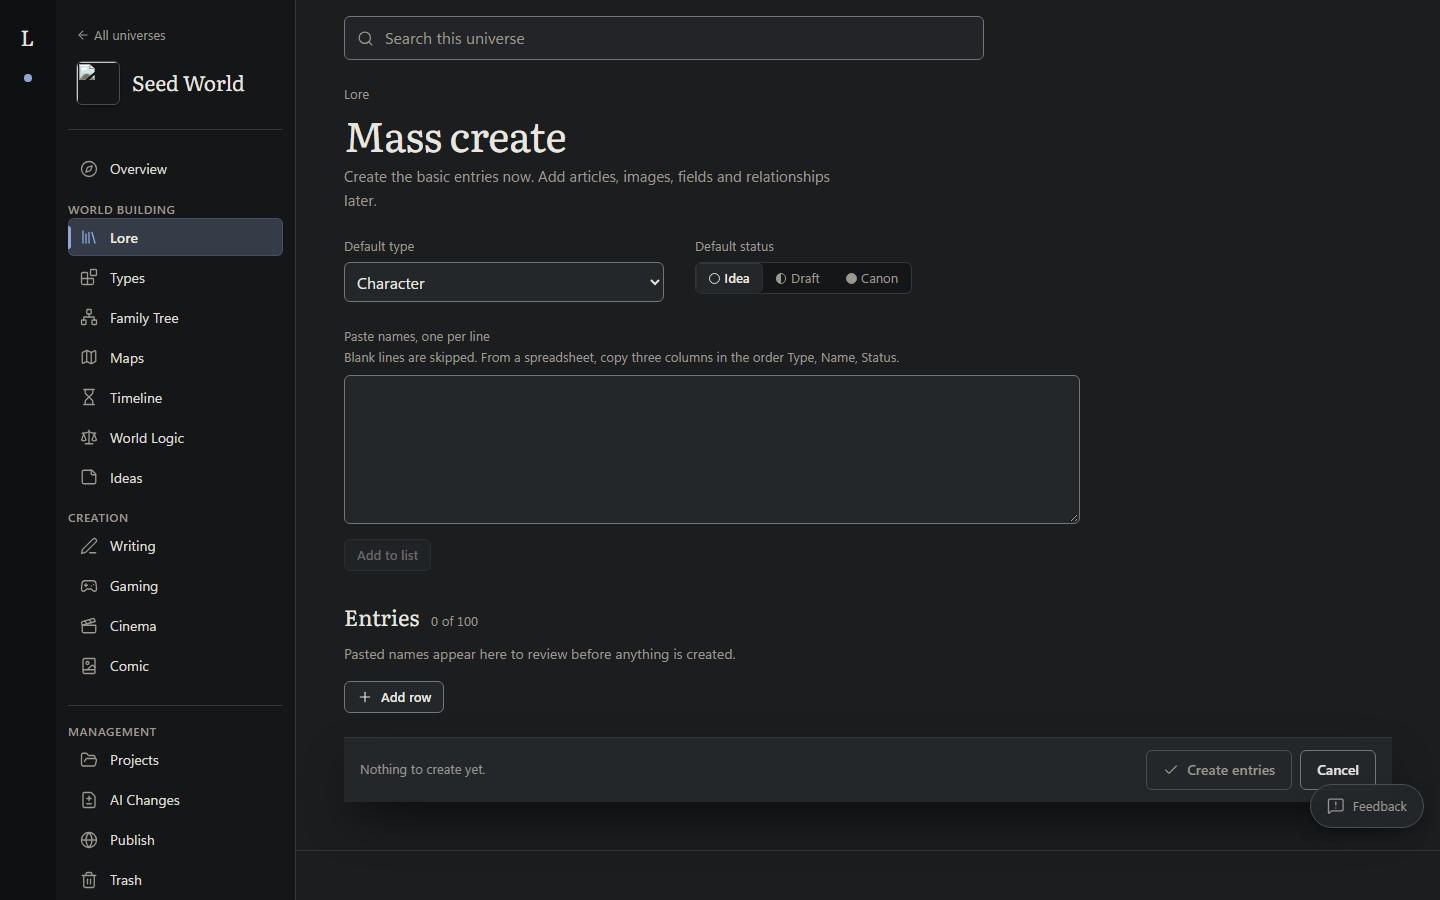 L
All universes
Seed World
Overview
WORLD BUILDING
Lore
Types
Family Tree
Maps
Timeline
World Logic
Ideas
CREATION
Writing
Gaming
Cinema
Comic
MANAGEMENT
Projects
AI Changes
Publish
Trash
Search this universe
Lore
Mass create
Create the basic entries now. Add articles, images, fields and relationships
later.
Default type
Character
Default status
Idea Draft Canon
Paste names, one per line
Blank lines are skipped. From a spreadsheet, copy three columns in the order Type, Name, Status.
Add to list
Entries 0 of 100
Pasted names appear here to review before anything is created.
Add row
Nothing to create yet.
Create entries
Cancel
Feedback